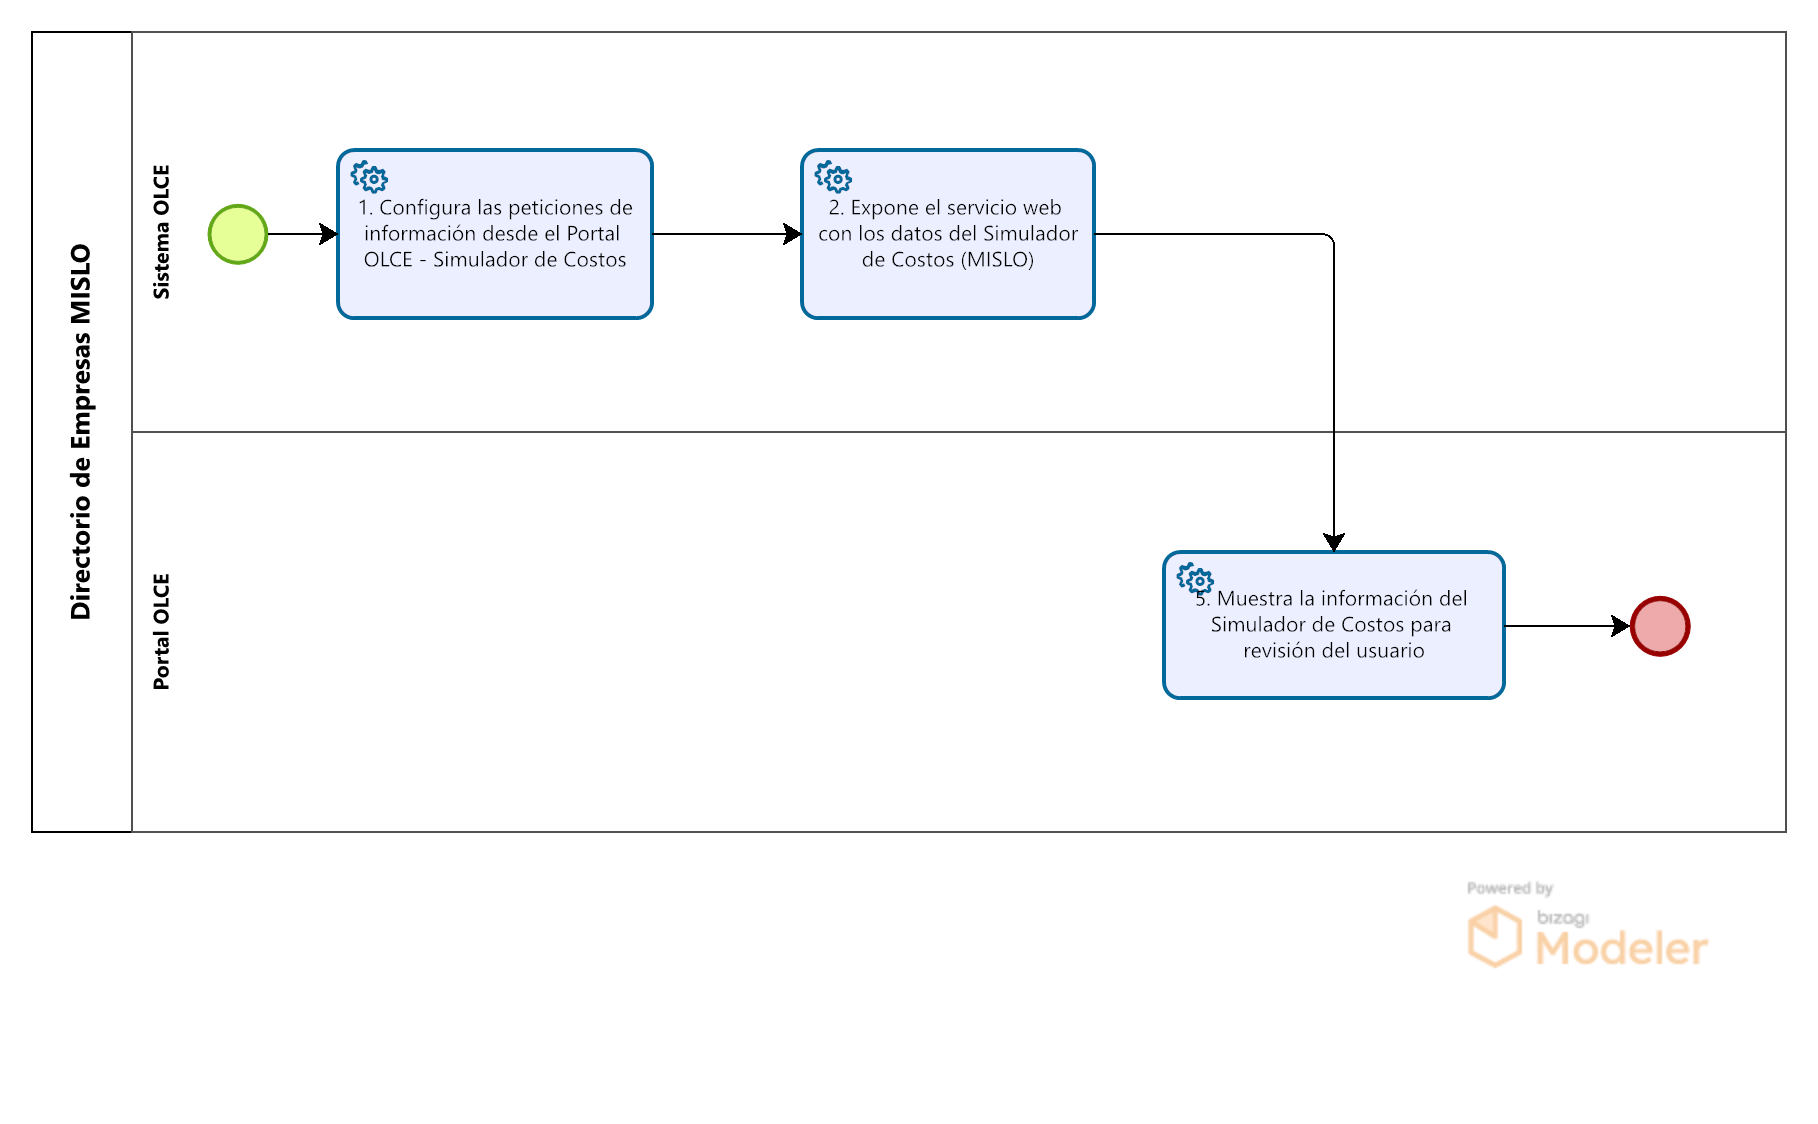 Directorio de Empresas MISLO
Sistema OLCE
1. Configura las peticiones de
información desde el Portal
OLCE - Simulador de Costos
2. Expone el servicio web
con los datos del Simulador
de Costos (MISLO)
Portal OLCE
5. Muestra la información del
Simulador de Costos para
revisión del usuario
Powered by
bizagi
Modeler